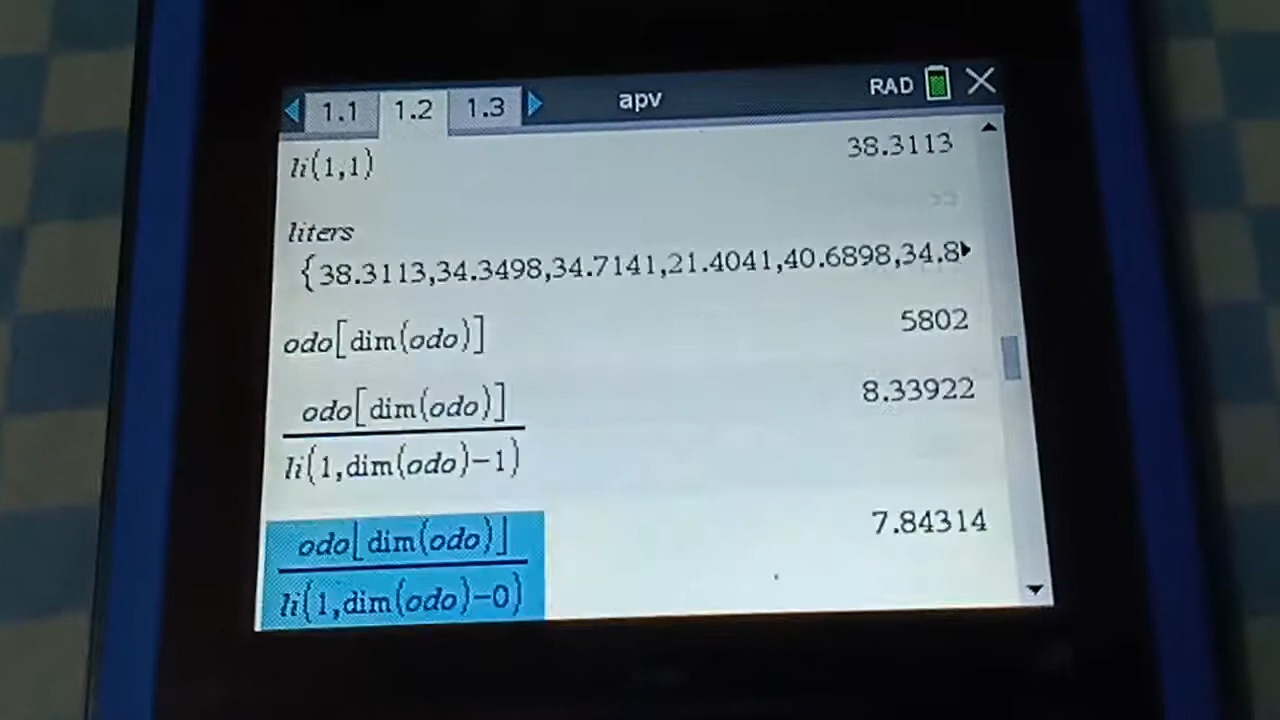 1.1 1.2 1.3 apv RAD
li(1,1) 38.3113
liters
{38.3113,34.3498,34.7141,21.4041,40.6898,34.8
odo[dim(odo)] 5802
odo[dim(odo)] 8.33922
li(1,dim(odo)-1)
odo[dim(odo)] 7.84314
li(1,dim(odo)-0)